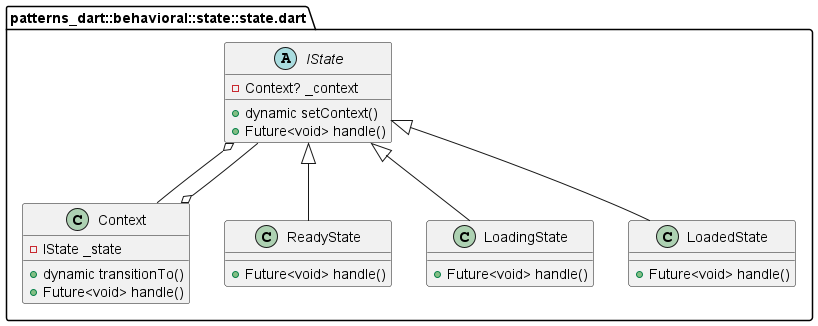 patterns_dart::behavioral::state::state.dart
A IState
Context? _context
dynamic setContext()
Future<void> handle()
C Context
IState _state
dynamic transitionTo()
Future<void> handle()
C ReadyState
Future<void> handle()
C LoadingState
Future<void> handle()
C LoadedState
Future<void> handle()